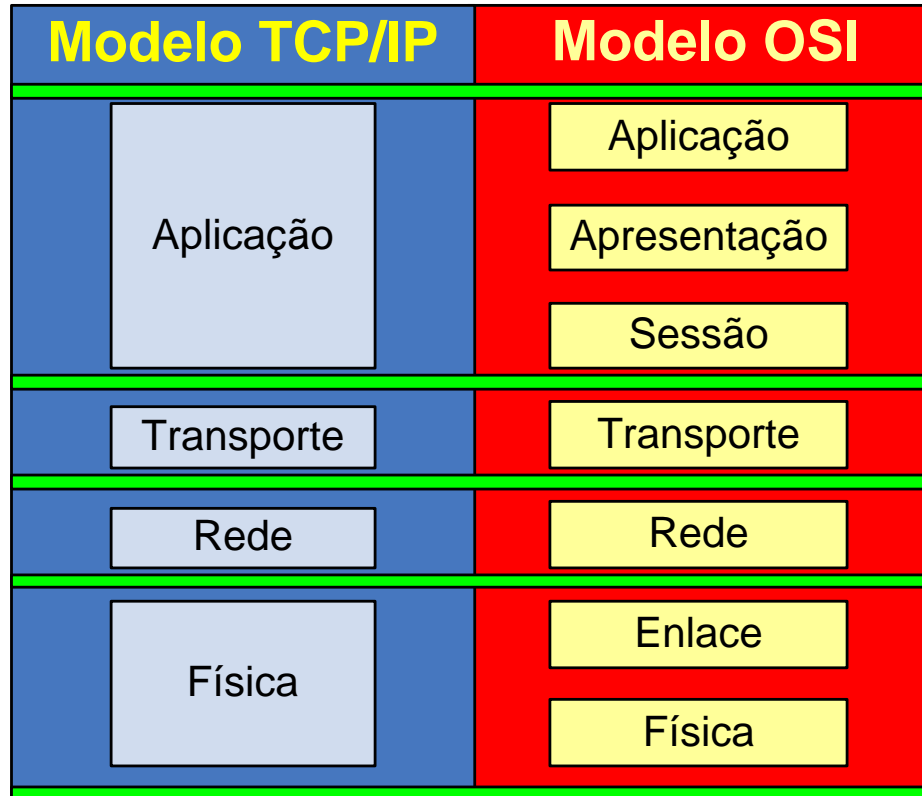 Modelo TCP/IP
Modelo OSI
Aplicação
Aplicação
Apresentação
Sessão
Transporte
Transporte
Rede
Rede
Física
Enlace
Física